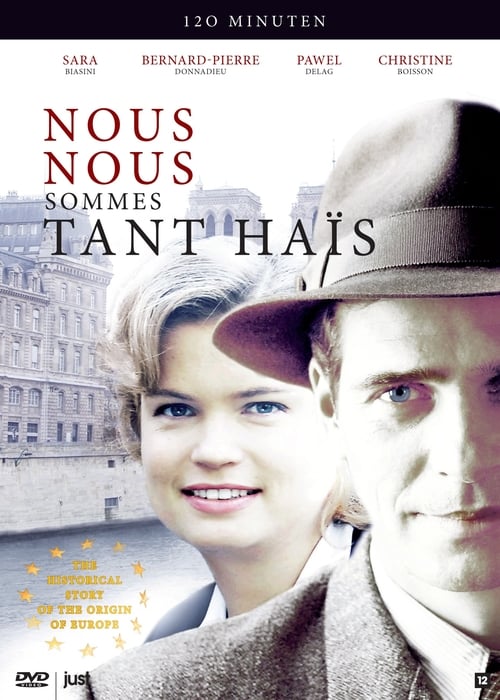 120 MINUTEN
SARA BERNARD-PIERRE PAWEL CHRISTINE
BIASINI DONNADIEU DELAG BOISSON
NOUS
NOUS
SOMMES
TANT HAÏS
THE
HISTORICAL
STORY
OF THE ORIGIN
OF EUROPE
DVD just 12
VIDEO